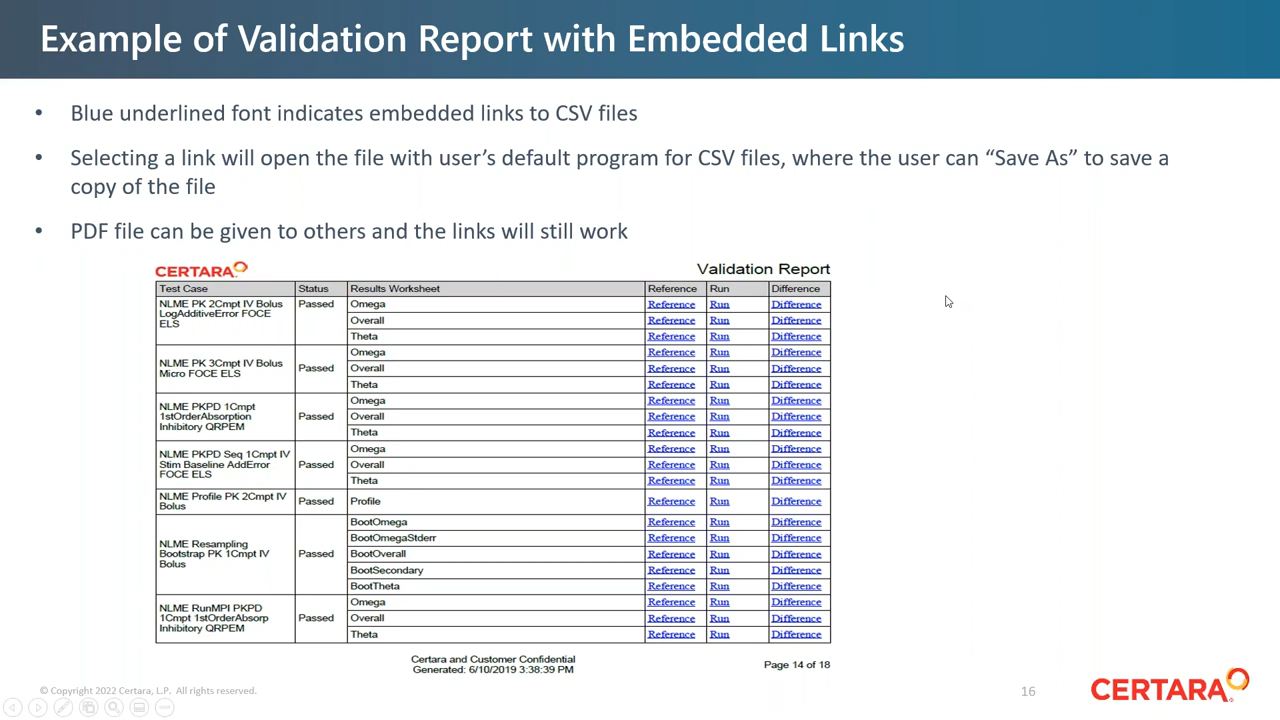 Example of Validation Report with Embedded Links
• Blue underlined font indicates embedded links to CSV files
• Selecting a link will open the file with user’s default program for CSV files, where the user can “Save As” to save a
copy of the file
• PDF file can be given to others and the links will still work
CERTARA
Validation Report
Test Case Status Results Worksheet Reference Run Difference
NLME PK 2Cmpt IV Bolus
LogAdditiveError FOCE
ELS
Passed
Omega Reference Run Difference
Overall Reference Run Difference
Theta Reference Run Difference
NLME PK 3Cmpt IV Bolus
Micro FOCE ELS
Passed
Omega Reference Run Difference
Overall Reference Run Difference
Theta Reference Run Difference
NLME PKPD 1Cmpt
1stOrderAbsorption
Inhibitory QRPEM
Passed
Omega Reference Run Difference
Overall Reference Run Difference
Theta Reference Run Difference
NLME PKPD Seq 1Cmpt IV
Stim Baseline AddError
FOCE ELS
Passed
Omega Reference Run Difference
Overall Reference Run Difference
Theta Reference Run Difference
NLME Profile PK 2Cmpt IV
Bolus
Passed
Profile Reference Run Difference
NLME Resampling
Bootstrap PK 1Cmpt IV
Bolus
Passed
BootOmega Reference Run Difference
BootOmegaStderr Reference Run Difference
BootOverall Reference Run Difference
BootSecondary Reference Run Difference
BootTheta Reference Run Difference
NLME RunMPI PKPD
1Cmpt 1stOrderAbsorp
Inhibitory QRPEM
Passed
Omega Reference Run Difference
Overall Reference Run Difference
Theta Reference Run Difference
Certara and Customer Confidential
Generated: 6/10/2019 3:38:39 PM
Page 14 of 18
© Copyright 2022 Certara, L.P. All rights reserved.
16
CERTARA